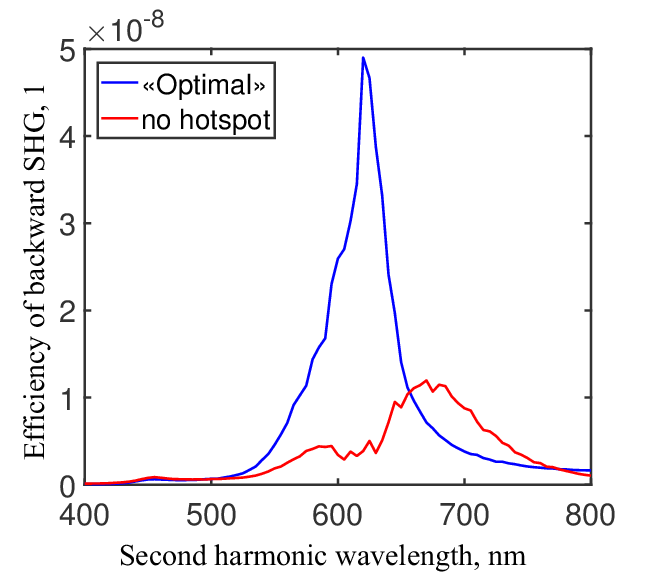 ×10-8
5
4
3
2
1
0
Efficiency of backward SHG, 1
«Optimal»
no hotspot
400 500 600 700 800
Second harmonic wavelength, nm